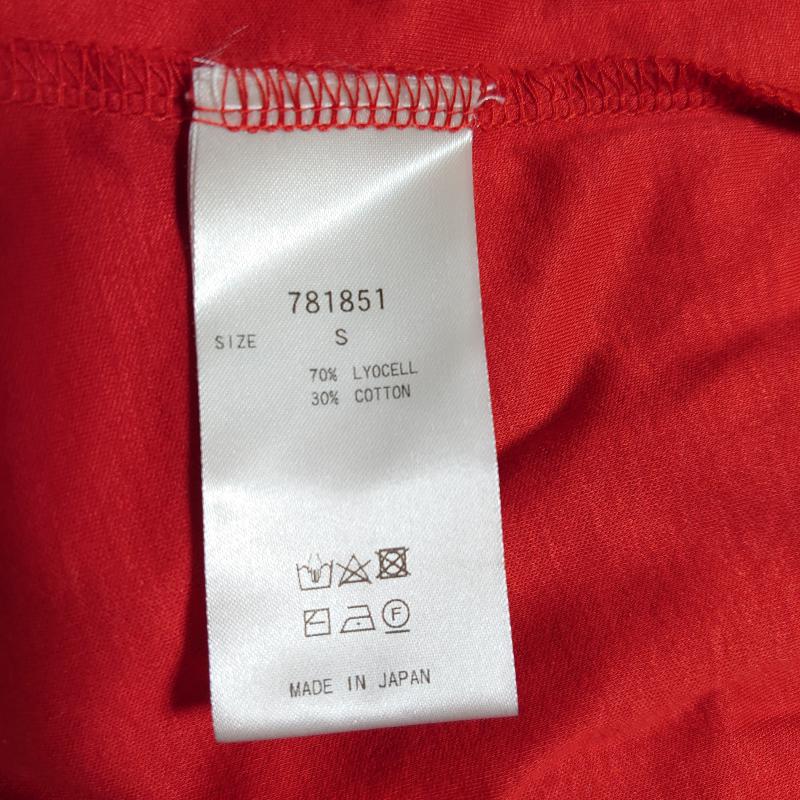 781851
SIZE S
70% LYOCELL
30% COTTON
F
MADE IN JAPAN